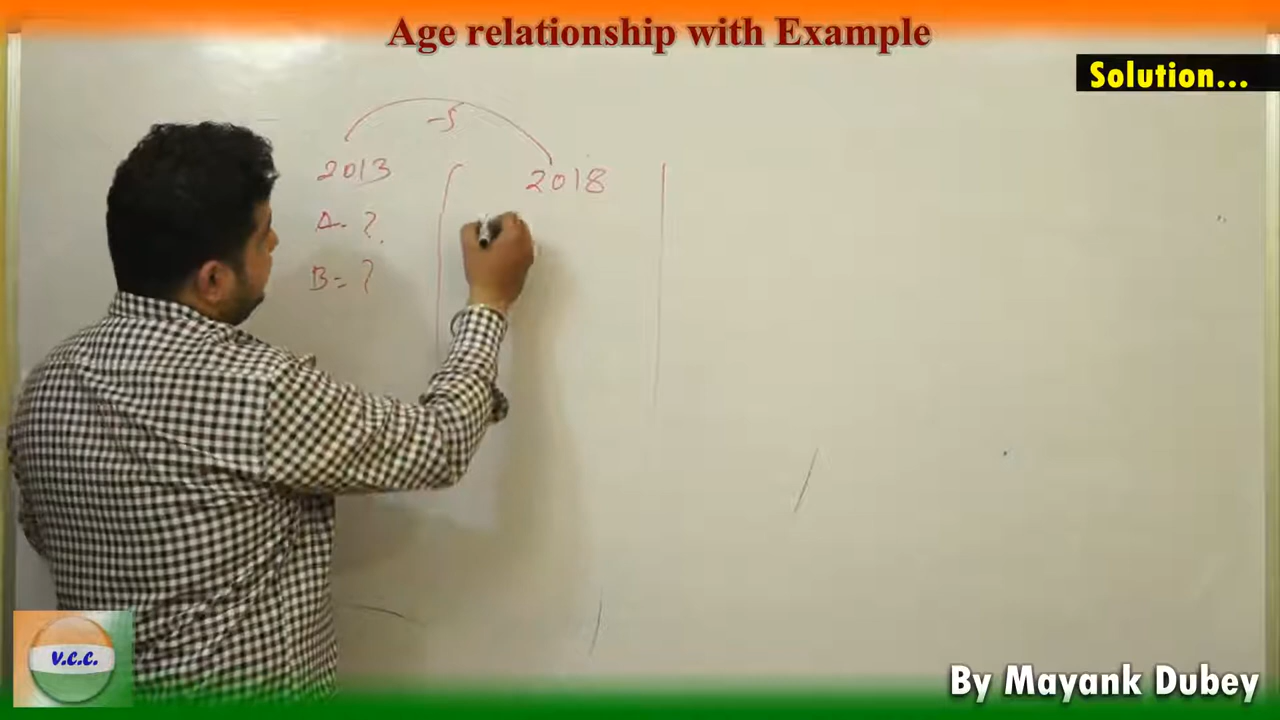 Age relationship with Example
Solution...
-5
2013 2018
A = ?
B = ?
V.C.C.
By Mayank Dubey